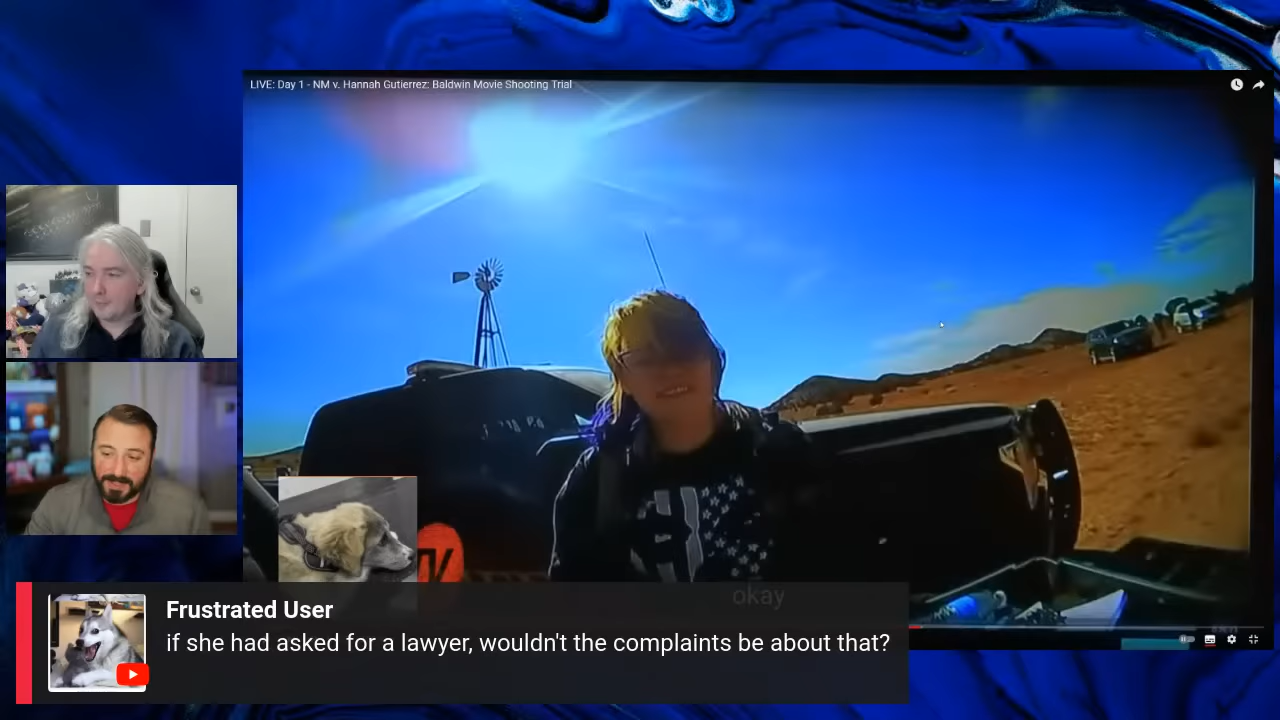 LIVE: Day 1 - NM v. Hannah Gutierrez: Baldwin Movie Shooting Trial
okay
Frustrated User
if she had asked for a lawyer, wouldn't the complaints be about that?